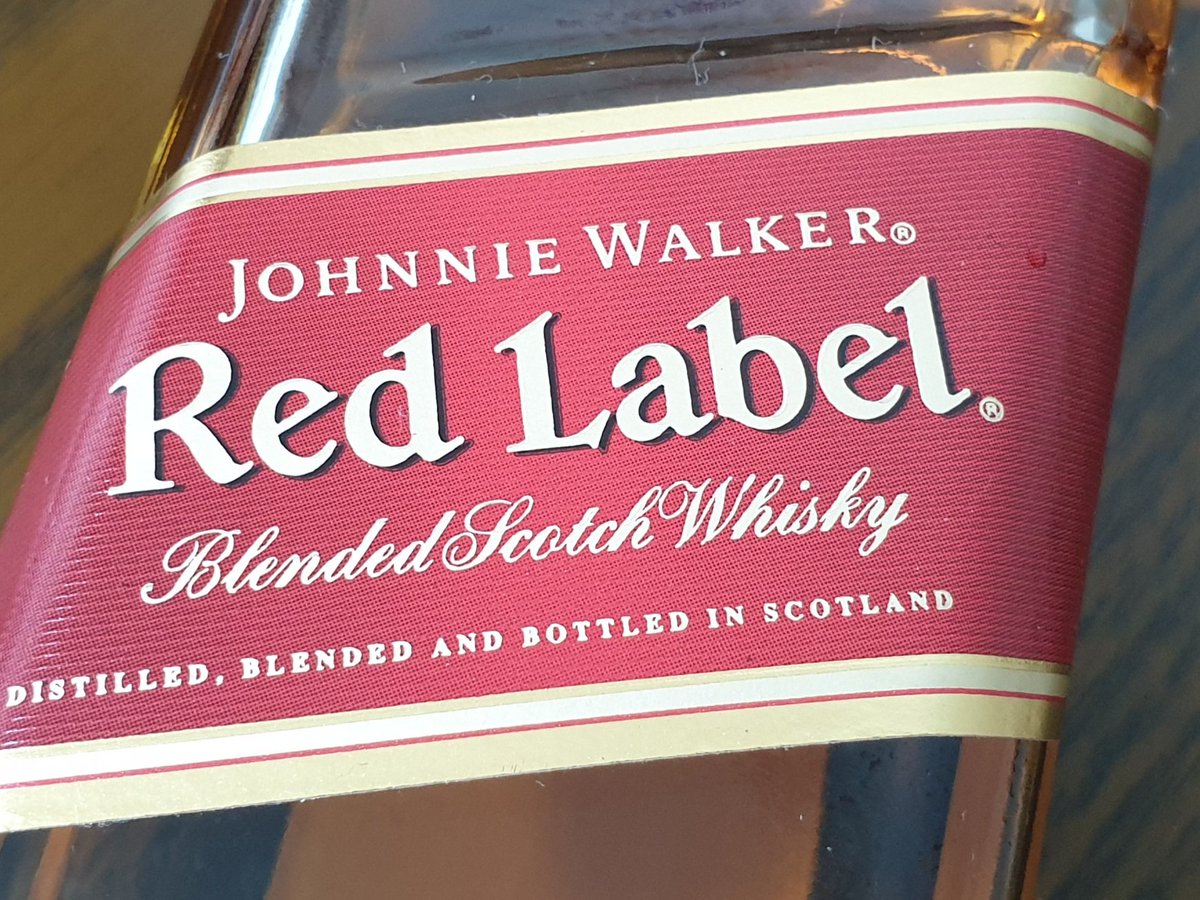 JOHNNIE WALKER®
Red Label®
Blended Scotch Whisky
DISTILLED, BLENDED AND BOTTLED IN SCOTLAND